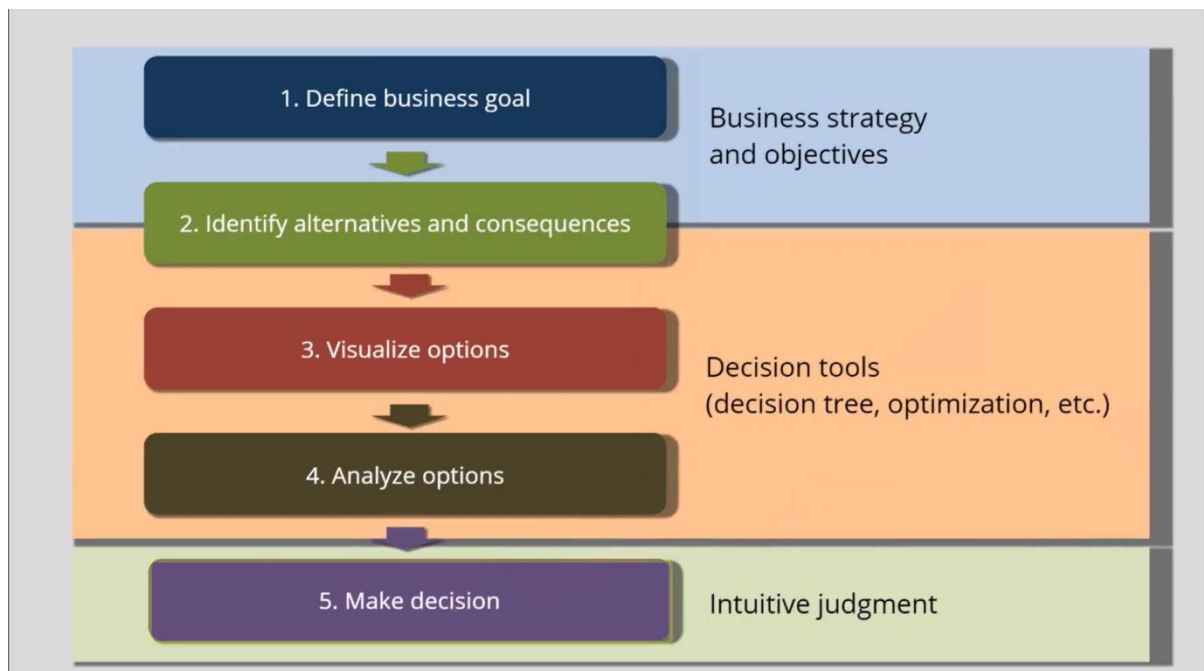 1. Define business goal
Business strategy
and objectives
2. Identify alternatives and consequences
3. Visualize options
Decision tools
(decision tree, optimization, etc.)
4. Analyze options
5. Make decision
Intuitive judgment